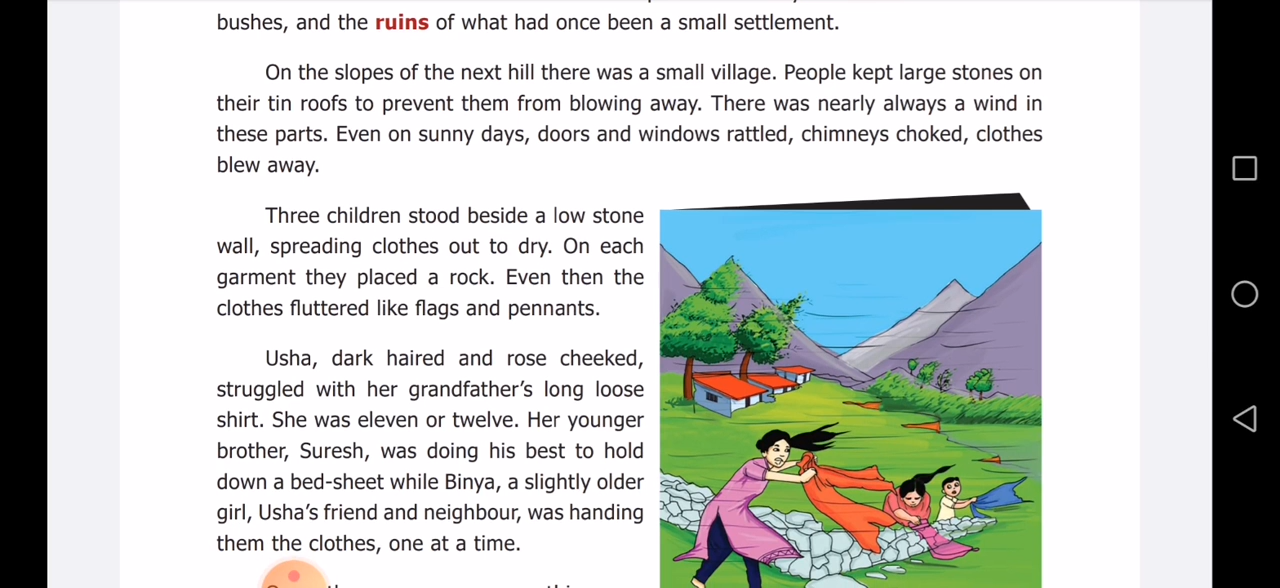 bushes, and the ruins of what had once been a small settlement.
On the slopes of the next hill there was a small village. People kept large stones on
their tin roofs to prevent them from blowing away. There was nearly always a wind in
these parts. Even on sunny days, doors and windows rattled, chimneys choked, clothes
blew away.
Three children stood beside a low stone
wall, spreading clothes out to dry. On each
garment they placed a rock. Even then the
clothes fluttered like flags and pennants.
Usha, dark haired and rose cheeked,
struggled with her grandfather's long loose
shirt. She was eleven or twelve. Her younger
brother, Suresh, was doing his best to hold
down a bed-sheet while Binya, a slightly older
girl, Usha's friend and neighbour, was handing
them the clothes, one at a time.